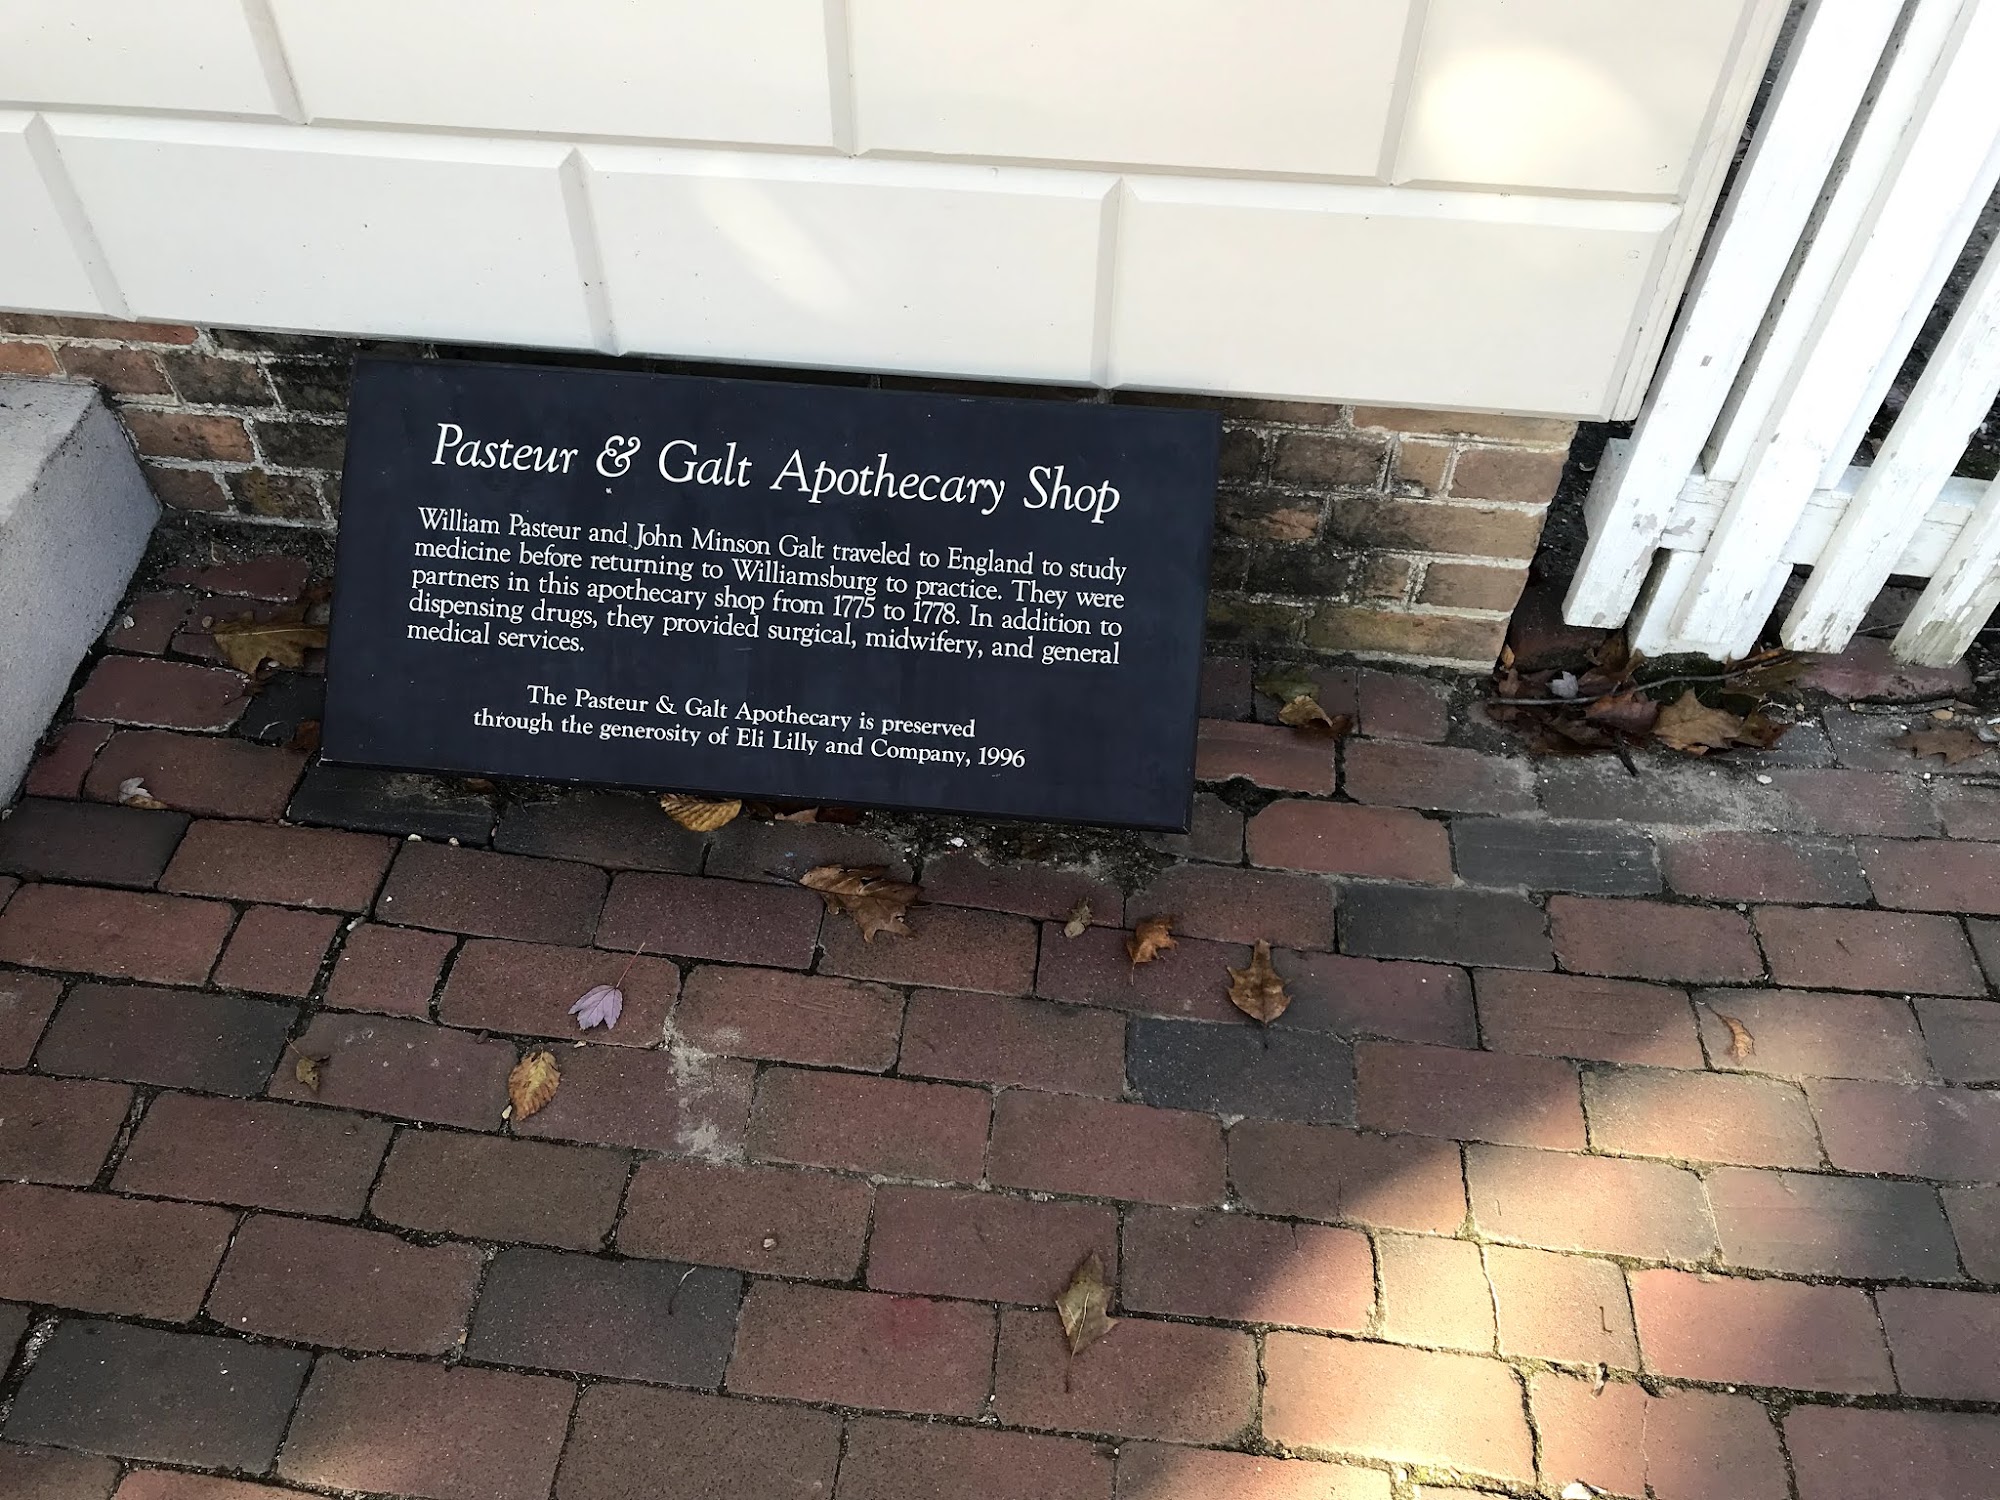 Pasteur & Galt Apothecary Shop
William Pasteur and John Minson Galt traveled to England to study
medicine before returning to Williamsburg to practice. They were
partners in this apothecary shop from 1775 to 1778. In addition to
dispensing drugs, they provided surgical, midwifery, and general
medical services.
The Pasteur & Galt Apothecary is preserved
through the generosity of Eli Lilly and Company, 1996